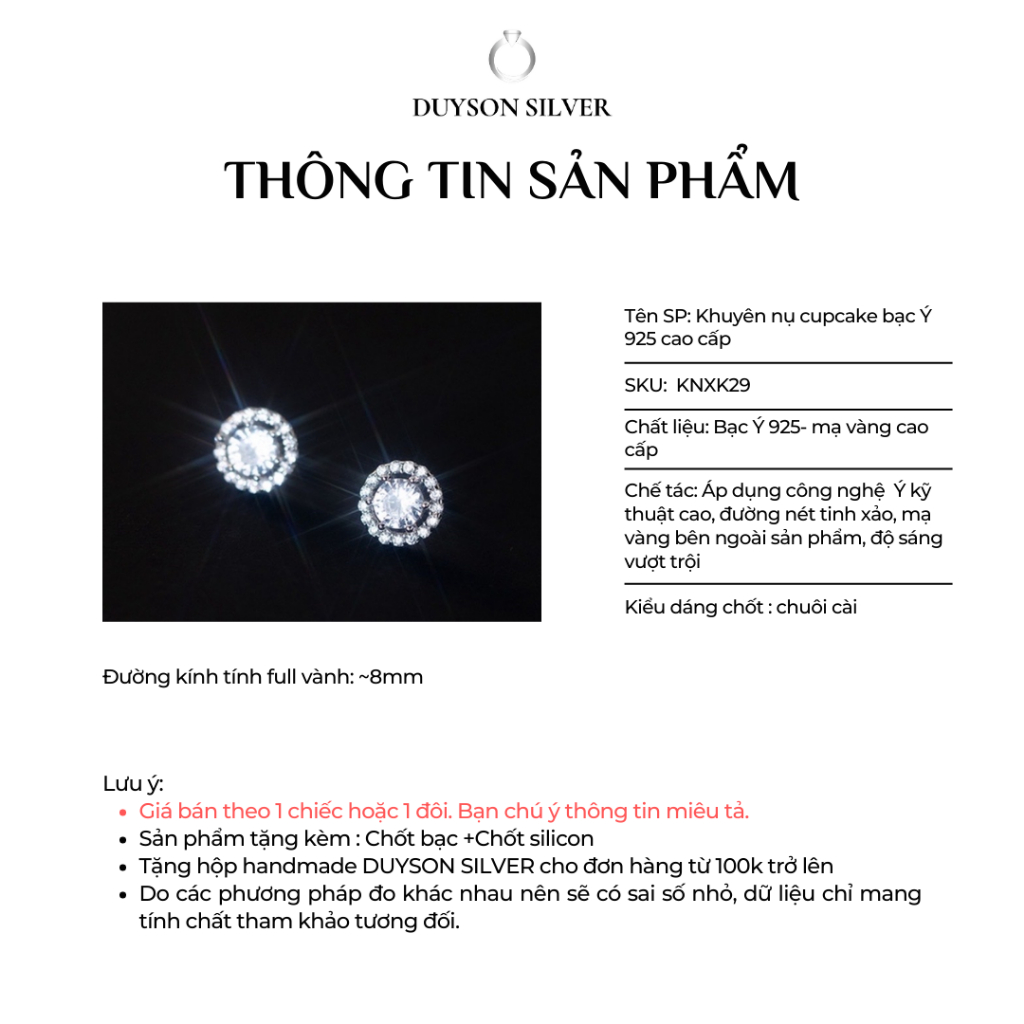 DUYSON SILVER
THÔNG TIN SẢN PHẨM
Tên SP: Khuyên nụ cupcake bạc Ý
925 cao cấp
SKU: KNXK29
Chất liệu: Bạc Ý 925- mạ vàng cao
cấp
Chế tác: Áp dụng công nghệ Ý kỹ
thuật cao, đường nét tinh xảo, mạ
vàng bên ngoài sản phẩm, độ sáng
vượt trội
Kiểu dáng chốt : chuôi cài
Đường kính tính full vành: ~8mm
Lưu ý:
• Giá bán theo 1 chiếc hoặc 1 đôi. Bạn chú ý thông tin miêu tả.
• Sản phẩm tặng kèm : Chốt bạc +Chốt silicon
• Tặng hộp handmade DUYSON SILVER cho đơn hàng từ 100k trở lên
• Do các phương pháp đo khác nhau nên sẽ có sai số nhỏ, dữ liệu chỉ mang
tính chất tham khảo tương đối.